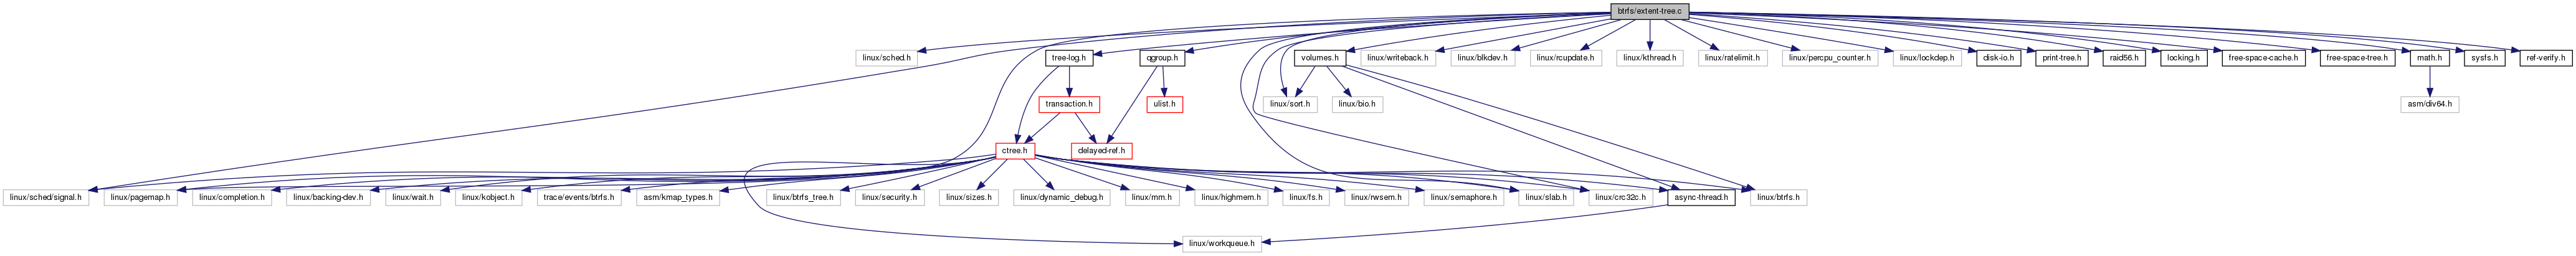 btrfs/extent-tree.c
linux/sched.h
tree-log.h
qgroup.h
volumes.h
linux/writeback.h
linux/blkdev.h
linux/rcupdate.h
linux/kthread.h
linux/ratelimit.h
linux/percpu_counter.h
linux/lockdep.h
disk-io.h
print-tree.h
raid56.h
locking.h
free-space-cache.h
free-space-tree.h
math.h
sysfs.h
ref-verify.h
transaction.h
ulist.h
linux/sort.h
linux/bio.h
asm/div64.h
ctree.h
delayed-ref.h
linux/sched/signal.h
linux/pagemap.h
linux/completion.h
linux/backing-dev.h
linux/wait.h
linux/kobject.h
trace/events/btrfs.h
asm/kmap_types.h
linux/btrfs_tree.h
linux/security.h
linux/sizes.h
linux/dynamic_debug.h
linux/mm.h
linux/highmem.h
linux/fs.h
linux/rwsem.h
linux/semaphore.h
linux/slab.h
linux/crc32c.h
async-thread.h
linux/btrfs.h
linux/workqueue.h